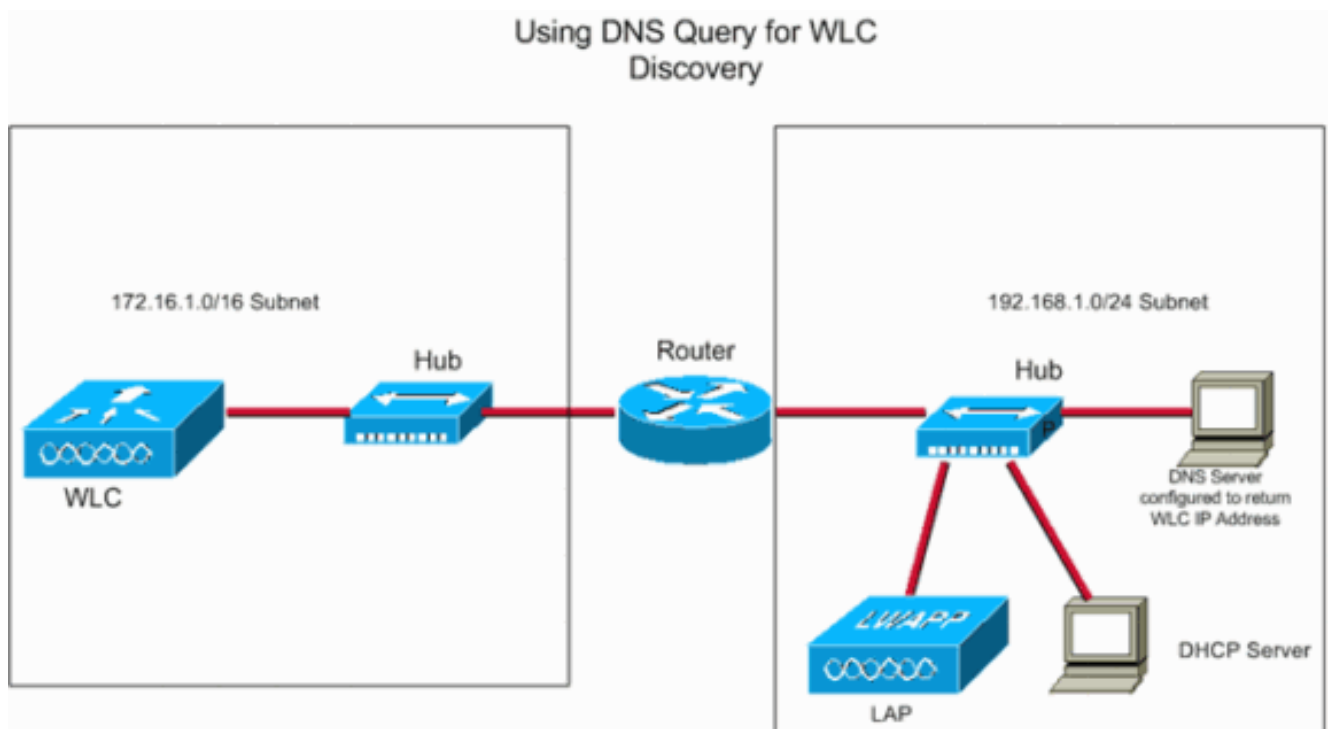 Using DNS Query for WLC
Discovery
172.16.1.0/16 Subnet
Hub
WLC
Router
192.168.1.0/24 Subnet
Hub
P
DNS Server
configured to return
WLC IP Address
LWAPP
LAP
DHCP Server